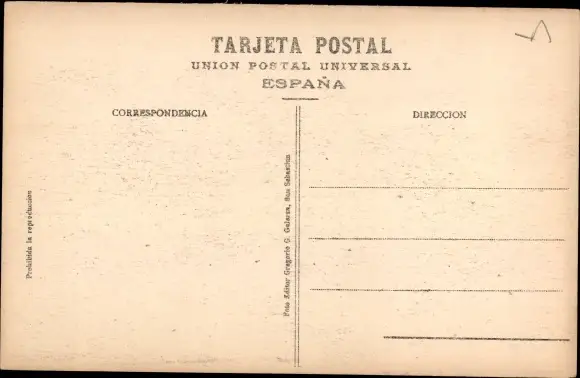 TARJETA POSTAL
UNION POSTAL UNIVERSAL
ESPAÑA
CORRESPONDENCIA
DIRECCION
Prohibida la reproducción
Foto Editor Gregorio G. Galarza, San Sebastian